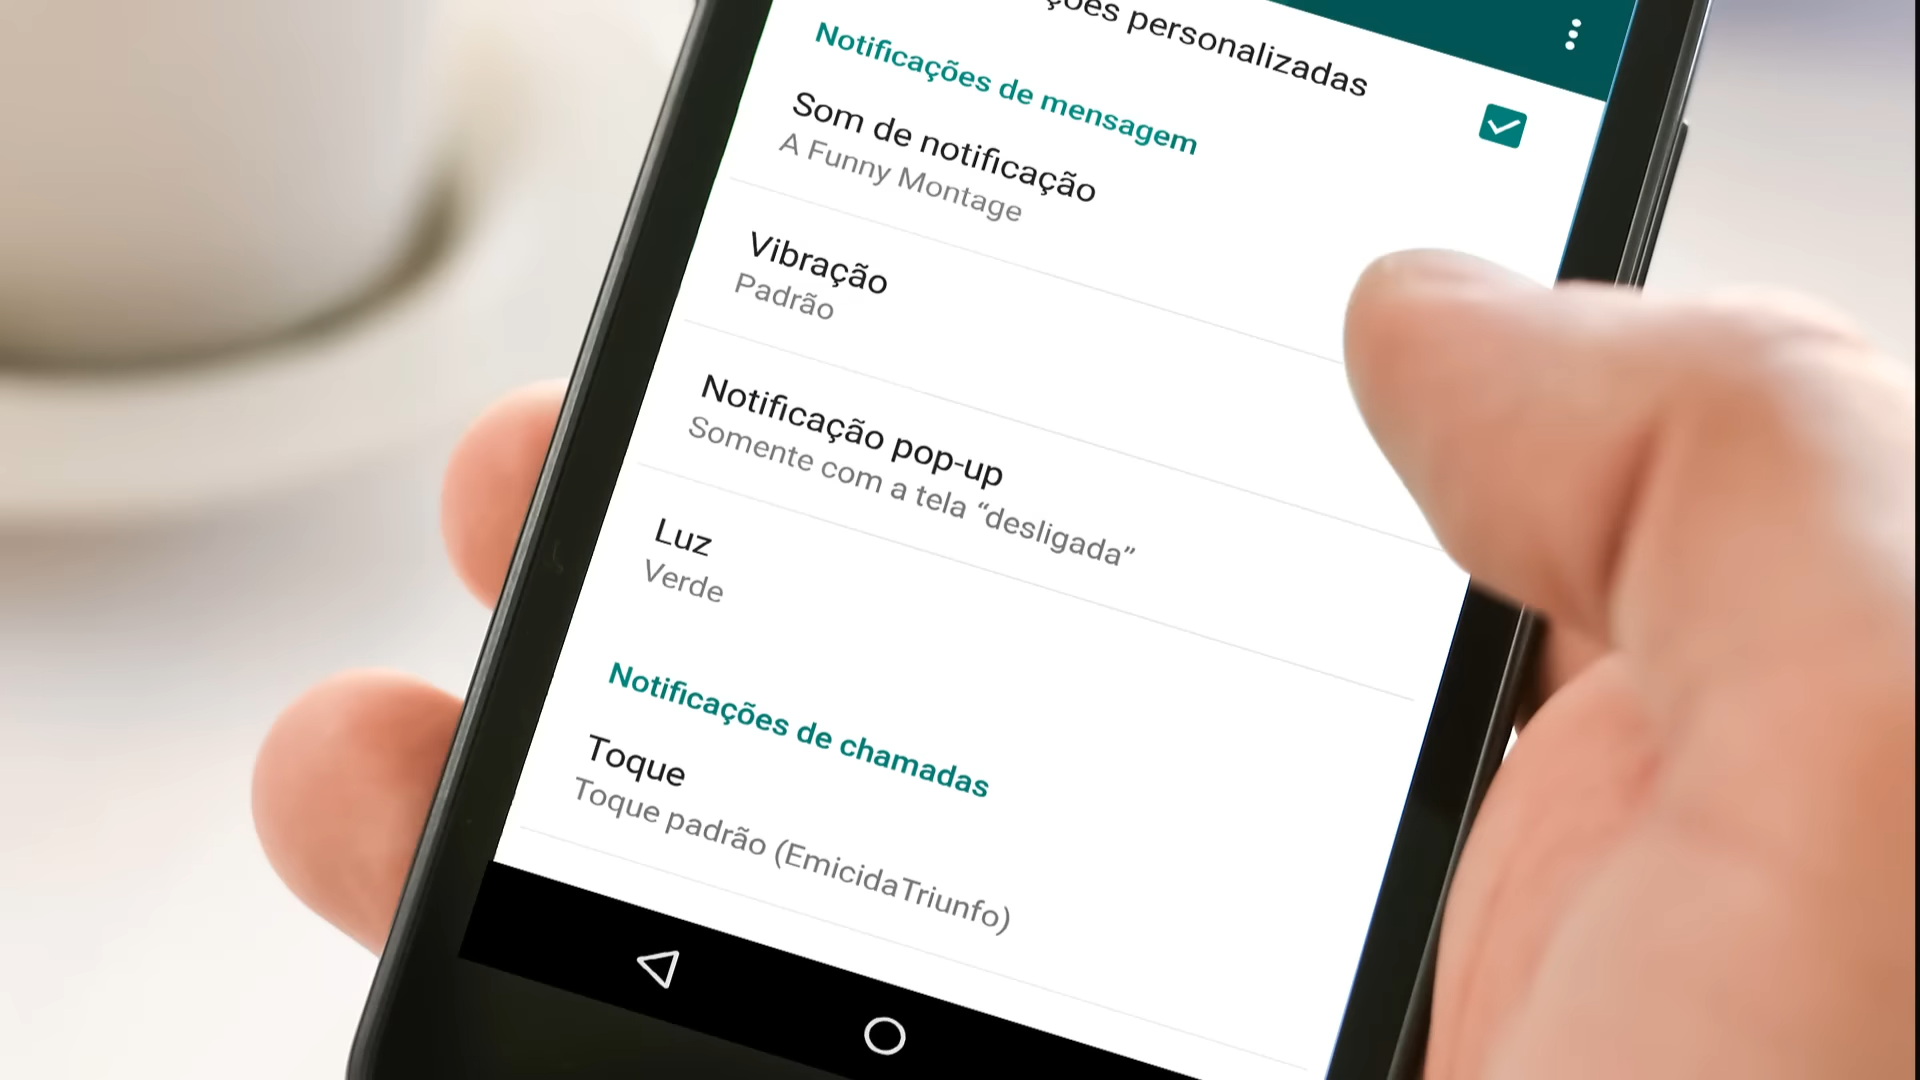 personalizadas
Notificações de mensagem
Som de notificação
A Funny Montage
Vibração
Padrão
Notificação pop-up
Somente com a tela “desligada”
Luz
Verde
Notificações de chamadas
Toque
Toque padrão (EmicidaTriunfo)